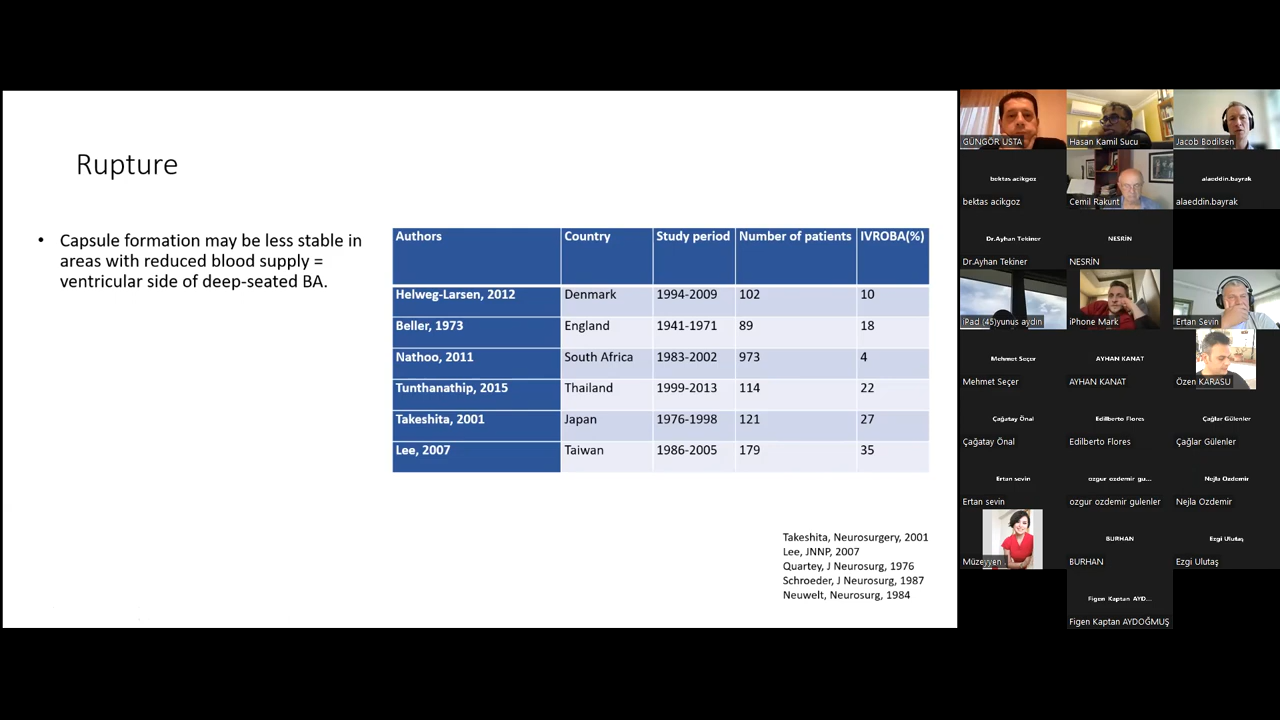 Rupture
• Capsule formation may be less stable in
areas with reduced blood supply =
ventricular side of deep-seated BA.
Authors Country Study period Number of patients IVROBA(%)
Helweg-Larsen, 2012 Denmark 1994-2009 102 10
Beller, 1973 England 1941-1971 89 18
Nathoo, 2011 South Africa 1983-2002 973 4
Tunthanathip, 2015 Thailand 1999-2013 114 22
Takeshita, 2001 Japan 1976-1998 121 27
Lee, 2007 Taiwan 1986-2005 179 35
Takeshita, Neurosurgery, 2001
Lee, JNNP, 2007
Quartey, J Neurosurg, 1976
Schroeder, J Neurosurg, 1987
Neuwelt, Neurosurg, 1984
GÜNGÖR USTA Hasan Kamil Sucu Jacob Bodilsen
bektas acikgoz alaeddin.bayrak
bektas acikgoz Cemil Rakunt alaeddin.bayrak
Dr.Ayhan Tekiner NESRİN
Dr.Ayhan Tekiner NESRİN
iPad (45)yunus aydın iPhone Mark Ertan Sevin
Mehmet Seçer AYHAN KANAT
Mehmet Seçer AYHAN KANAT Özen KARASU
Çağatay Önal Edilberto Flores Çağlar Gülenler
Çağatay Önal Edilberto Flores Çağlar Gülenler
Ertan sevin ozgur ozdemir gu... Nejla Ozdemir
Ertan sevin ozgur ozdemir gulenler Nejla Ozdemir
BURHAN Ezgi Ulutaş
Müzeyyen BURHAN Ezgi Ulutaş
Figen Kaptan AYD...
Figen Kaptan AYDOĞMUŞ